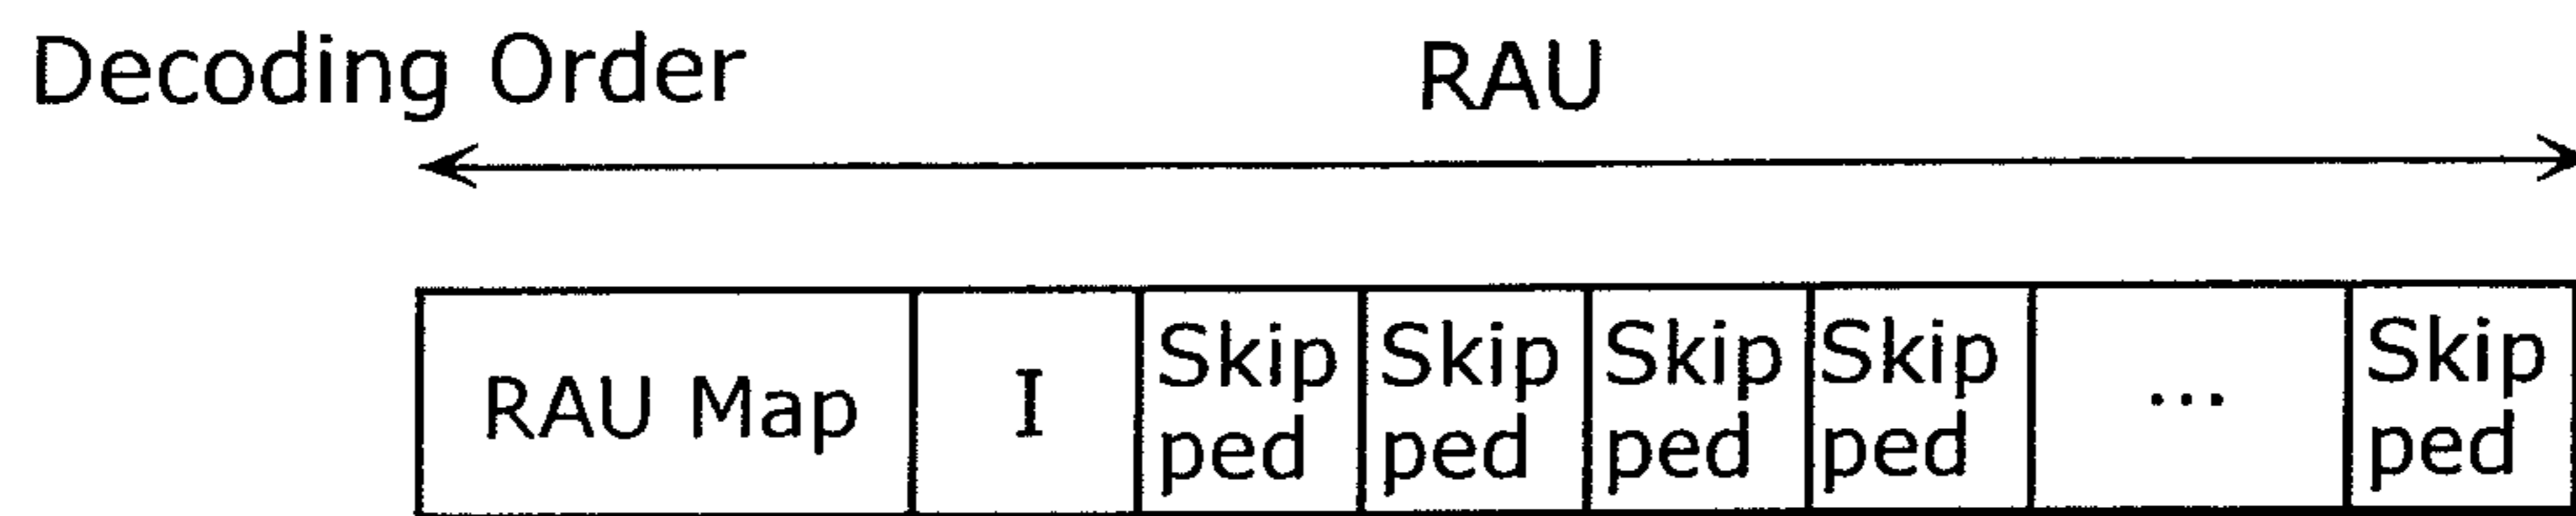 Decoding Order
RAU
RAU Map
I
Skip
ped
Skip
ped
Skip
ped
Skip
ped
...
Skip
ped